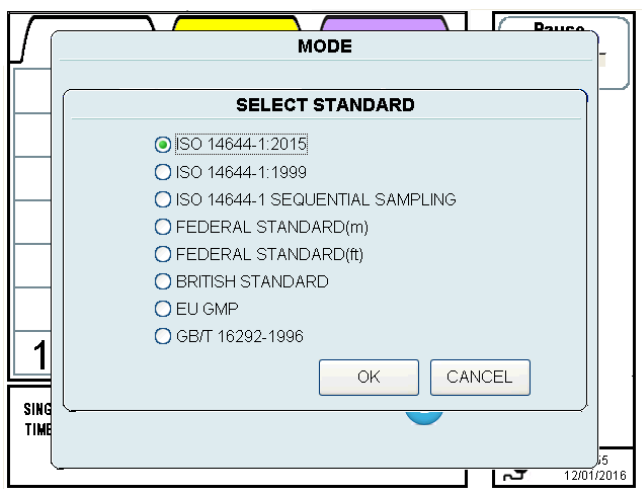 MODE
SELECT STANDARD
ISO 14644-1:2015
ISO 14644-1:1999
ISO 14644-1 SEQUENTIAL SAMPLING
FEDERAL STANDARD(m)
FEDERAL STANDARD(ft)
BRITISH STANDARD
EU GMP
GB/T 16292-1996
OK CANCEL
1
SING
TIME
12/01/2016